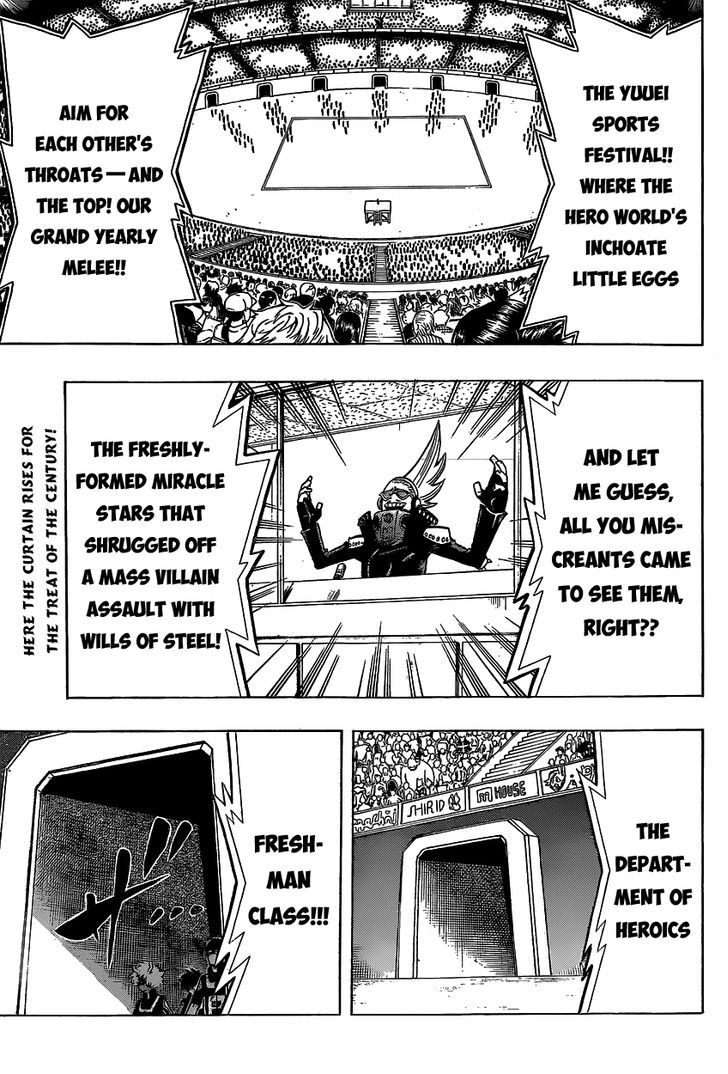 THE YUUEI
SPORTS
FESTIVAL!!
WHERE THE
HERO WORLD'S
INCHOATE
LITTLE EGGS
AIM FOR
EACH OTHER'S
THROATS — AND
THE TOP! OUR
GRAND YEARLY
MELEE!!
AND LET
ME GUESS,
ALL YOU MIS-
CREANTS CAME
TO SEE THEM,
RIGHT??
THE FRESHLY-
FORMED MIRACLE
STARS THAT
SHRUGGED OFF
A MASS VILLAIN
ASSAULT WITH
WILLS OF STEEL!
HERE THE CURTAIN RISES FOR
THE TREAT OF THE CENTURY!
SHIRID
HOUSE
THE
DEPART-
MENT OF
HEROICS
FRESH-
MAN
CLASS!!!